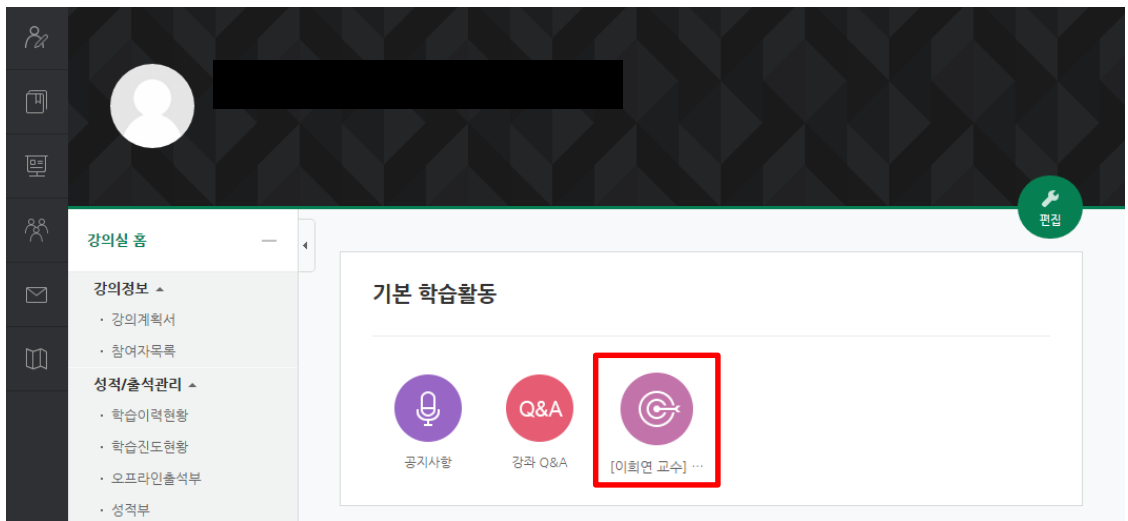 편집
강의실 홈
강의정보
· 강의계획서
· 참여자목록
성적/출석관리
· 학습이력현황
· 학습진도현황
· 오프라인출석부
· 성적부
기본 학습활동
Q&A
공지사항
강좌 Q&A
[이희연 교수] ...